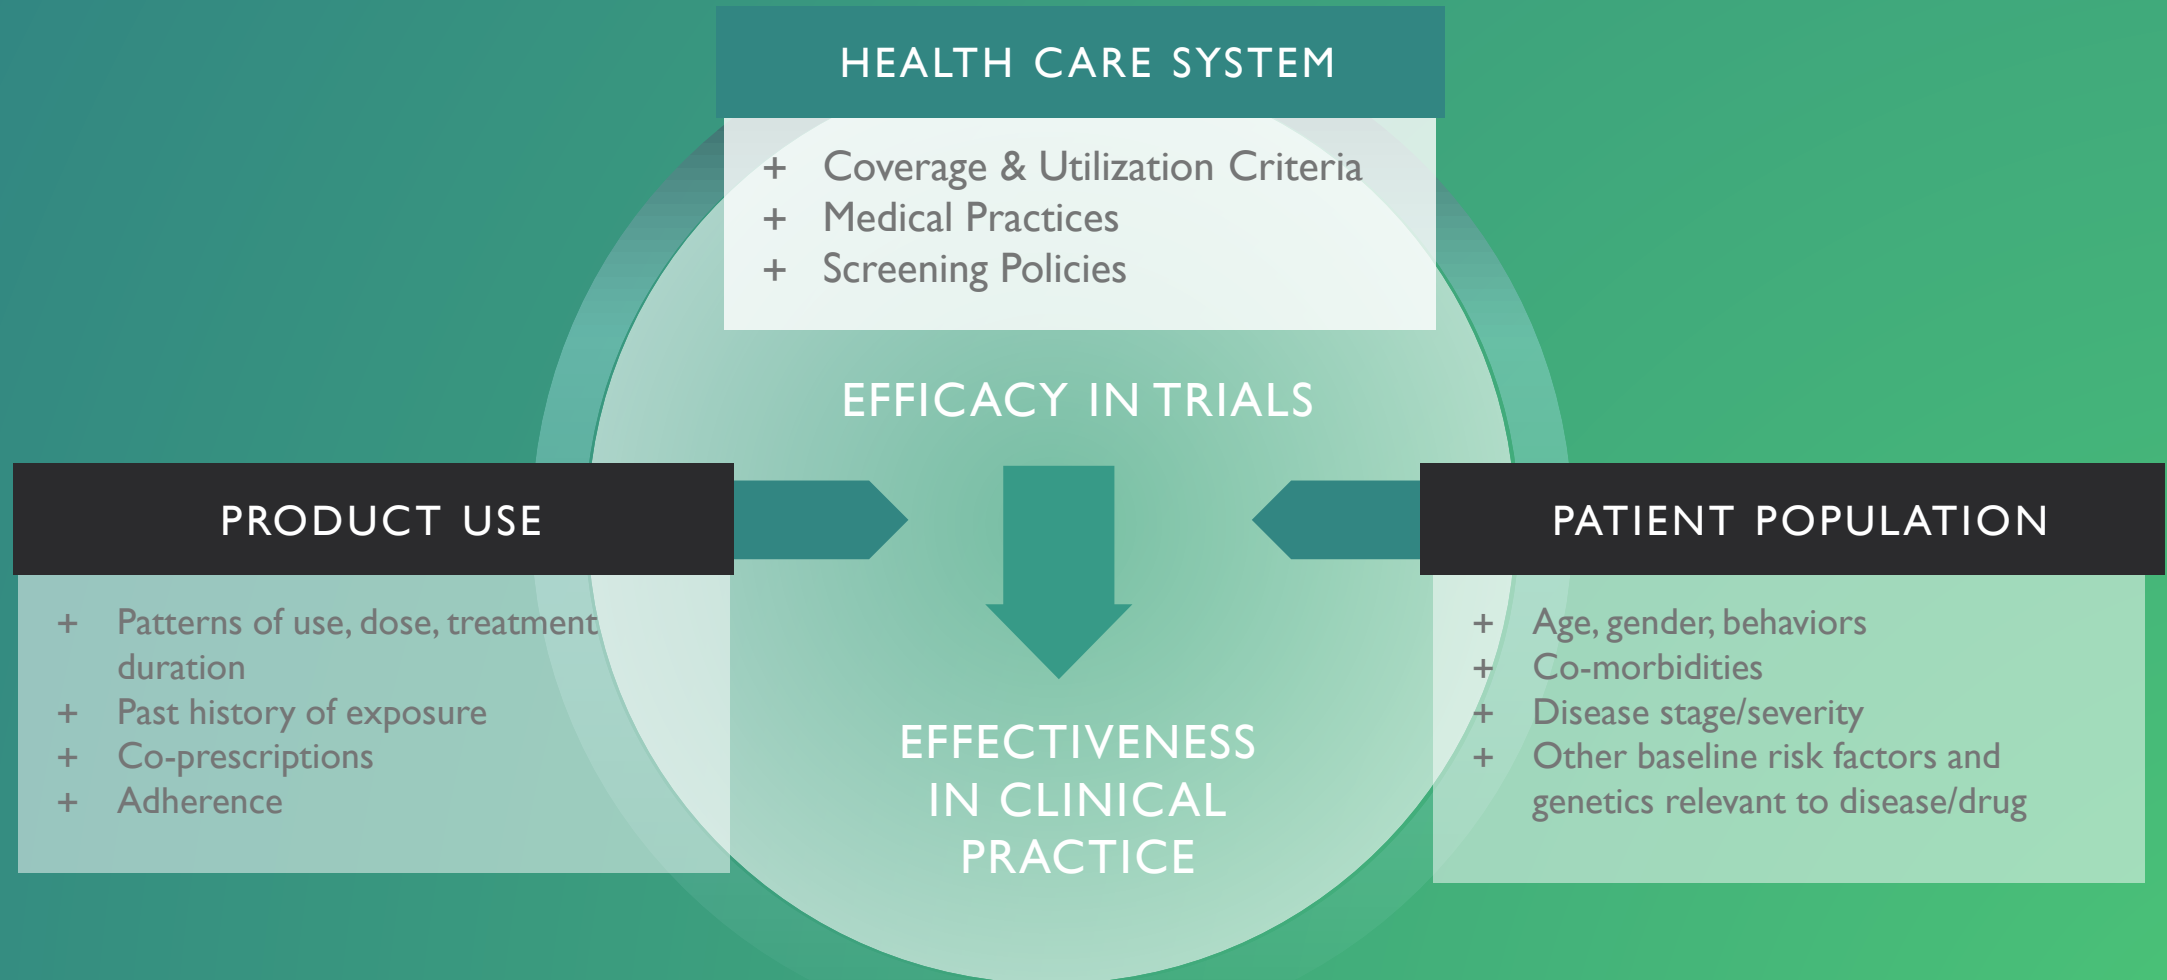 HEALTH CARE SYSTEM
+ Coverage & Utilization Criteria
+ Medical Practices
+ Screening Policies
EFFICACY IN TRIALS
PRODUCT USE
+ Patterns of use, dose, treatment
duration
+ Past history of exposure
+ Co-prescriptions
+ Adherence
PATIENT POPULATION
+ Age, gender, behaviors
+ Co-morbidities
+ Disease stage/severity
+ Other baseline risk factors and
genetics relevant to disease/drug
EFFECTIVENESS
IN CLINICAL
PRACTICE